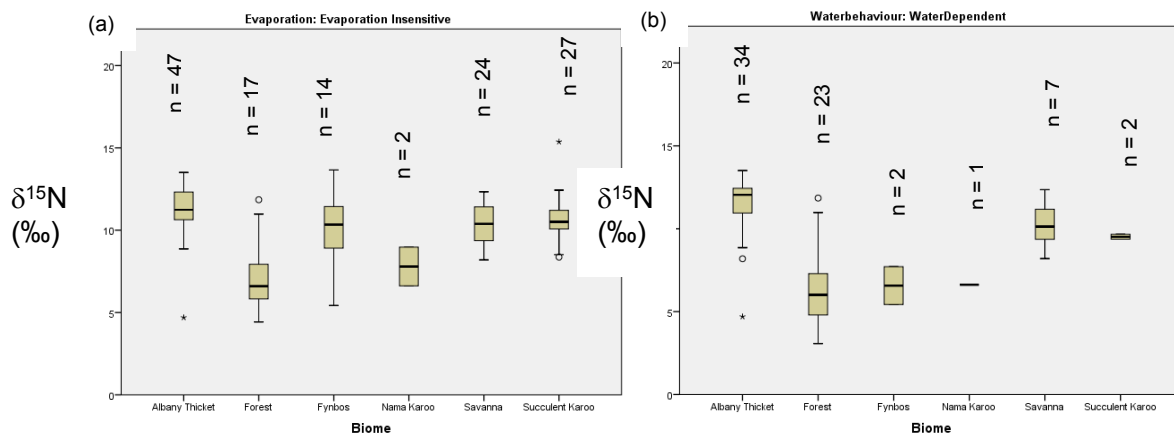 (a)
Evaporation: Evaporation Insensitive
20
15
10
5
0
δ¹⁵N
(‰)
n = 47
n = 17
n = 14
n = 2
n = 24
n = 27
Albany Thicket Forest Fynbos Nama Karoo Savanna Succulent Karoo
Biome
(b)
Waterbehaviour: WaterDependent
20
15
5
0
δ¹⁵N
(‰)
n = 34
n = 23
n = 2
n = 1
n = 7
n = 2
Albany Thicket Forest Fynbos Nama Karoo Savanna Succulent Karoo
Biome